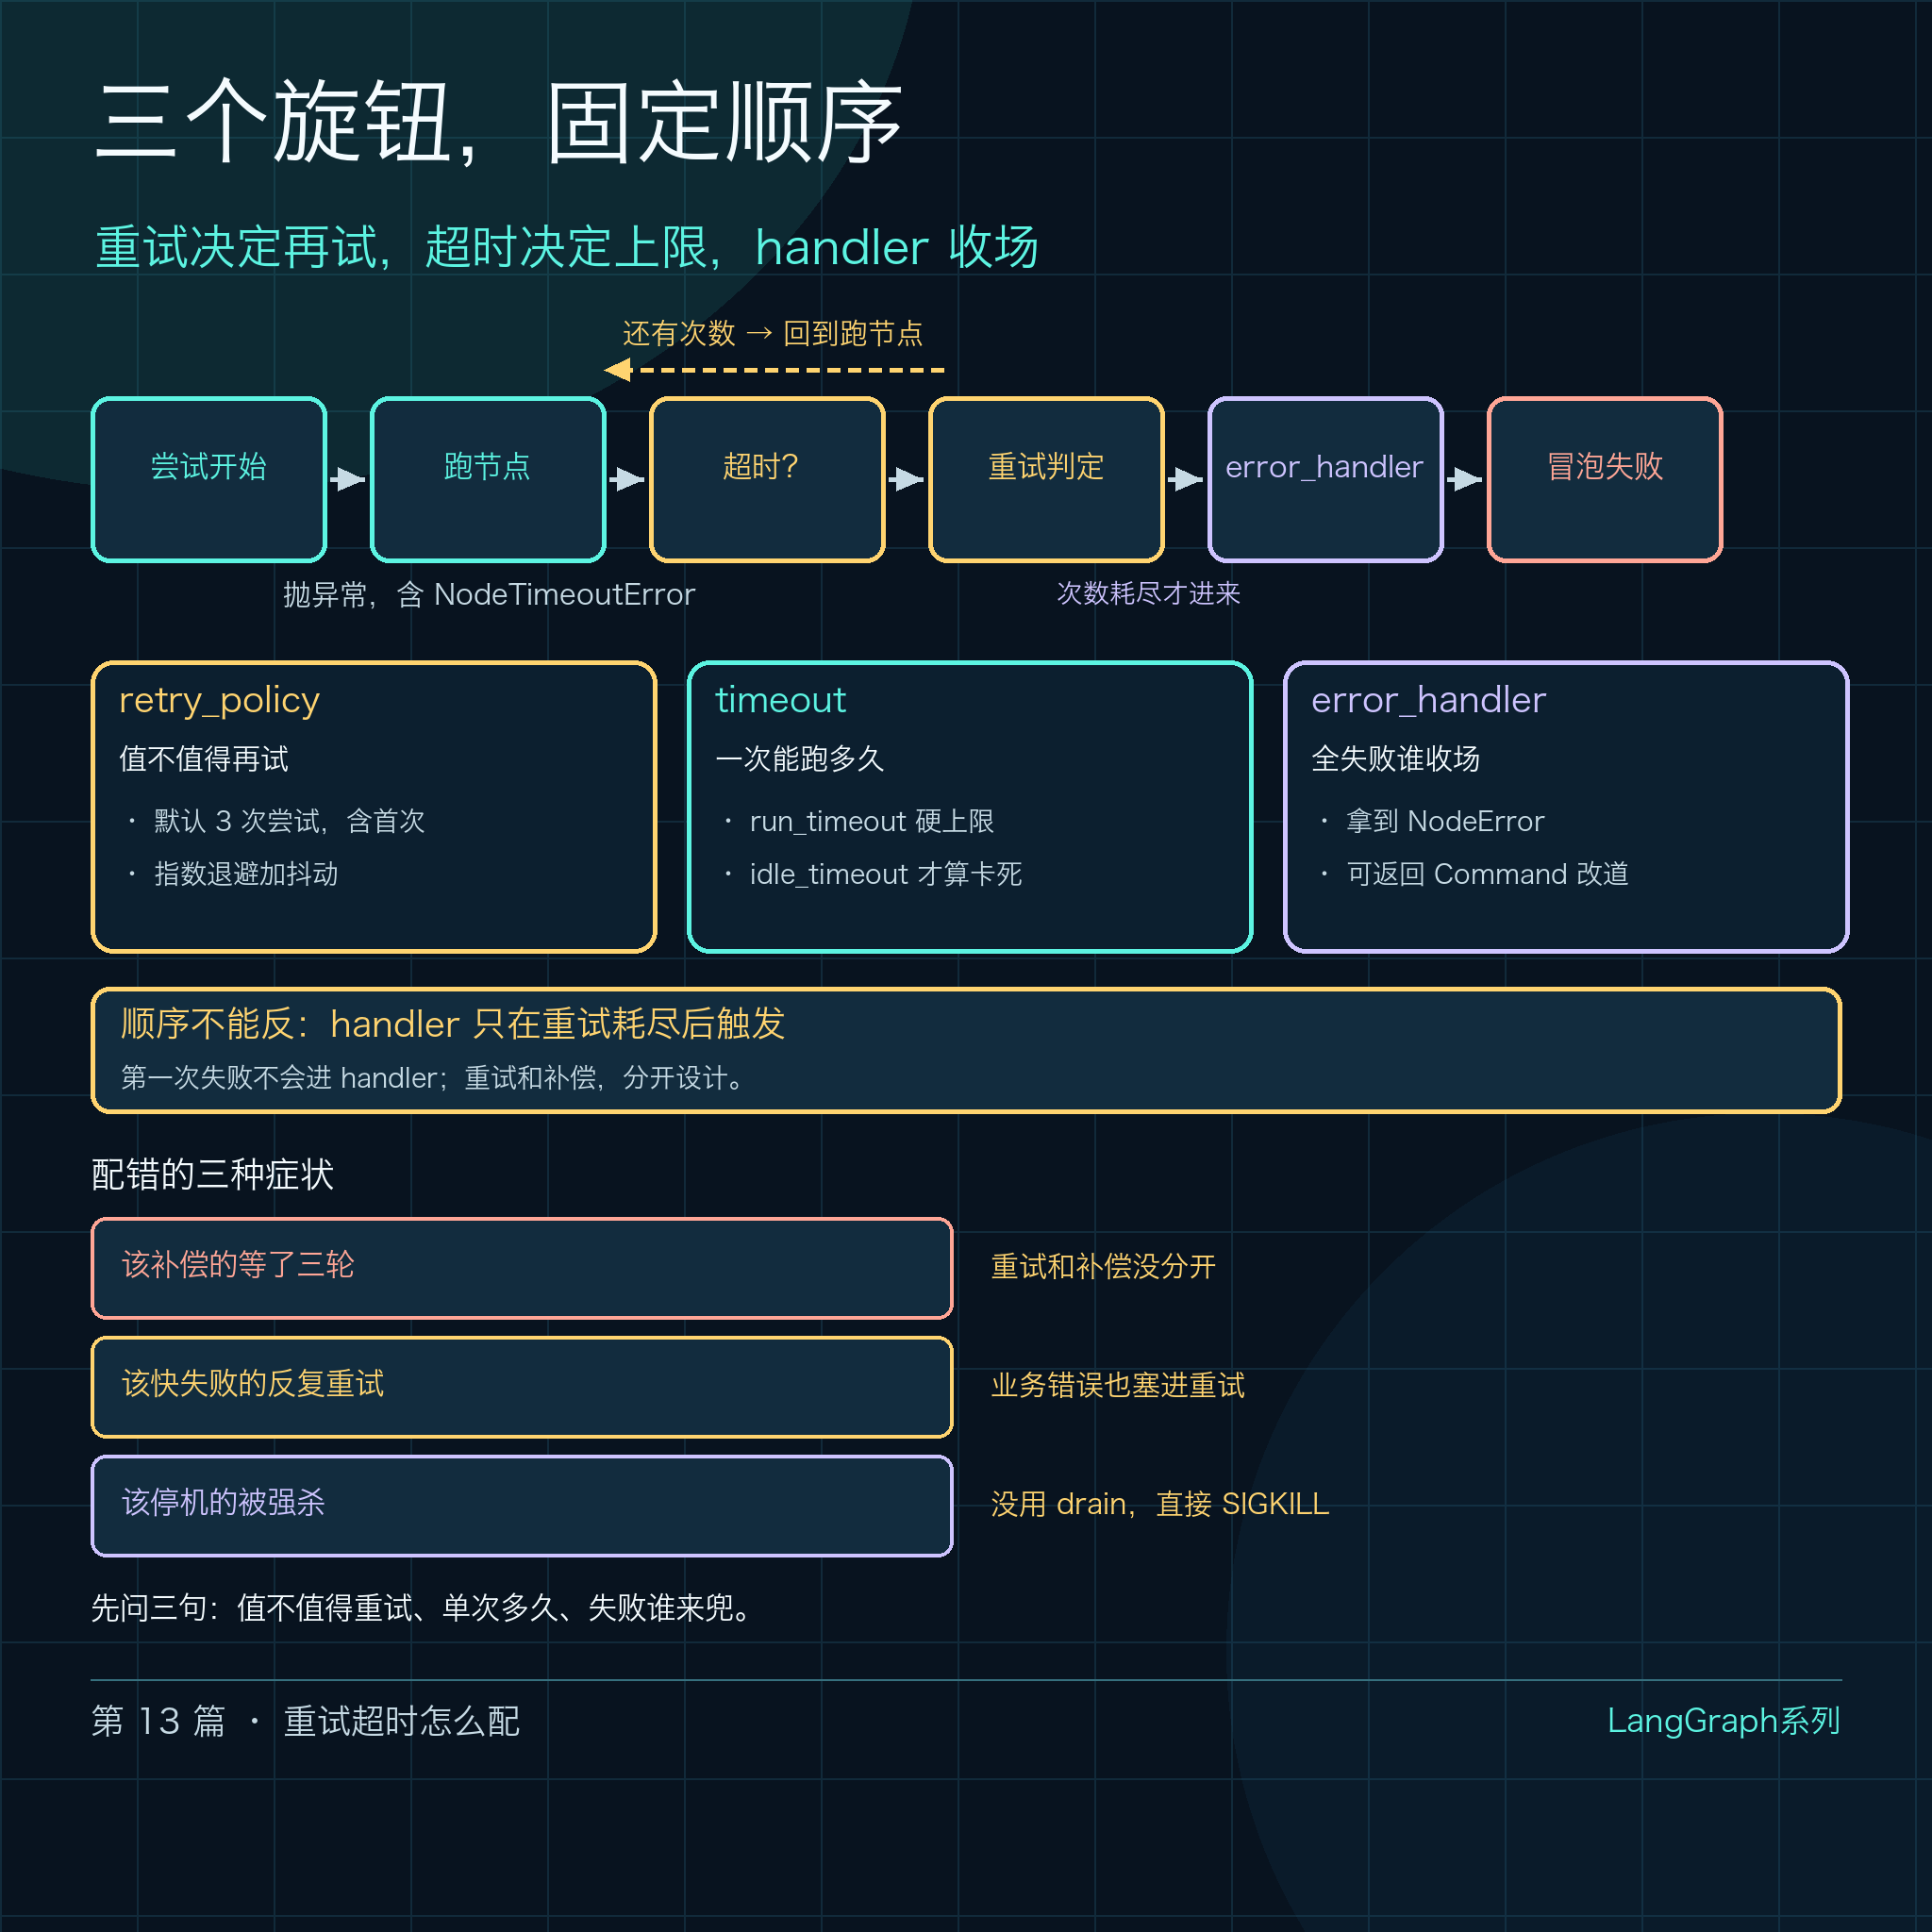 三个旋钮，固定顺序
重试决定再试，超时决定上限，handler 收场
还有次数 → 回到跑节点
尝试开始
跑节点
超时？
重试判定
error_handler
冒泡失败
抛异常，含 NodeTimeoutError
次数耗尽才进来
retry_policy
值不值得再试
· 默认 3 次尝试，含首次
· 指数退避加抖动
timeout
一次能跑多久
· run_timeout 硬上限
· idle_timeout 才算卡死
error_handler
全失败谁收场
· 拿到 NodeError
· 可返回 Command 改道
顺序不能反：handler 只在重试耗尽后触发
第一次失败不会进 handler；重试和补偿，分开设计。
配错的三种症状
该补偿的等了三轮
重试和补偿没分开
该快失败的反复重试
业务错误也塞进重试
该停机的被强杀
没用 drain，直接 SIGKILL
先问三句：值不值得重试、单次多久、失败谁来兜。
第 13 篇 · 重试超时怎么配
LangGraph系列